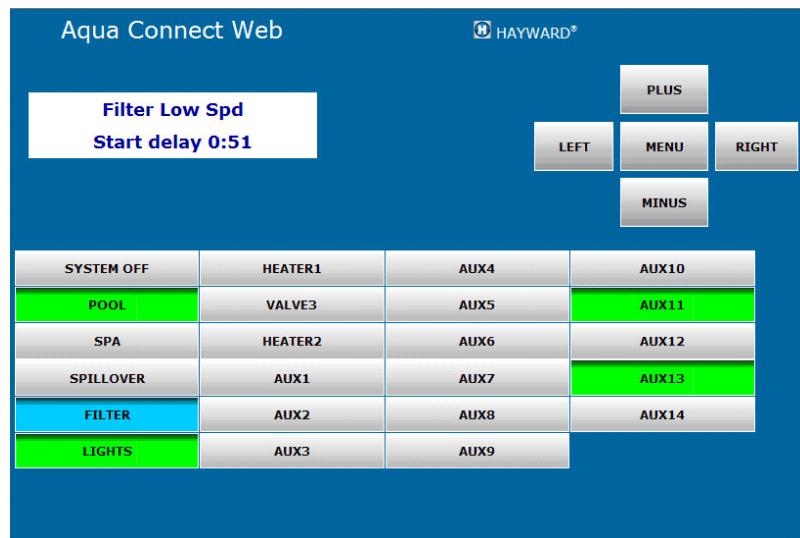 Aqua Connect Web
H HAYWARD®
Filter Low Spd
Start delay 0:51
PLUS
LEFT MENU RIGHT
MINUS
SYSTEM OFF HEATER1 AUX4 AUX10
POOL VALVE3 AUX5 AUX11
SPA HEATER2 AUX6 AUX12
SPILLOVER AUX1 AUX7 AUX13
FILTER AUX2 AUX8 AUX14
LIGHTS AUX3 AUX9